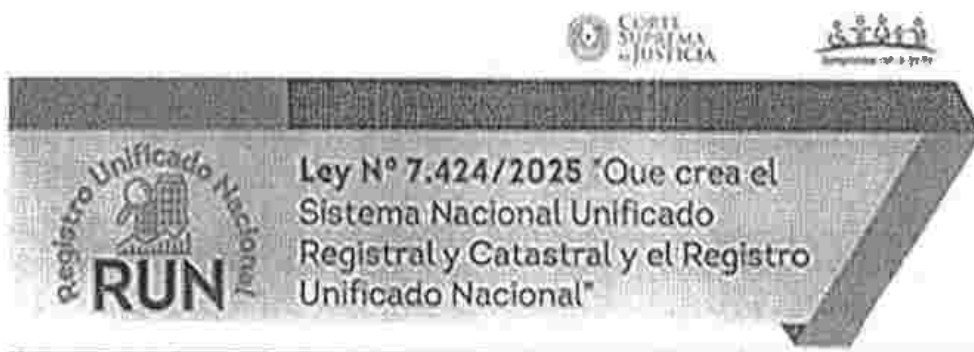 CORTE
SUPREMA
DE JUSTICIA
Registro Unificado Nacional
RUN
Ley Nº 7.424/2025 "Que crea el
Sistema Nacional Unificado
Registral y Catastral y el Registro
Unificado Nacional"